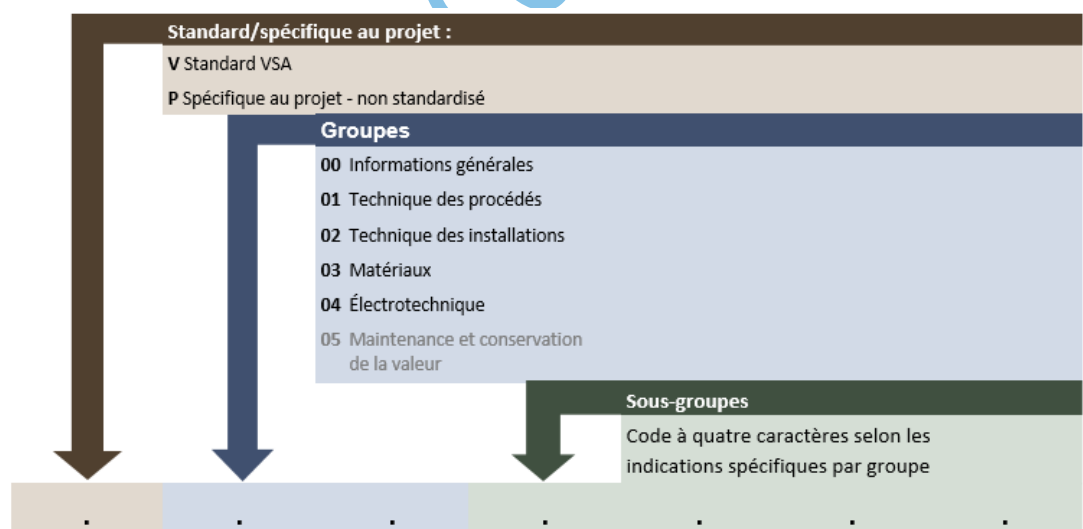 Standard/spécifique au projet :
V Standard VSA
P Spécifique au projet - non standardisé
Groupes
00 Informations générales
01 Technique des procédés
02 Technique des installations
03 Matériaux
04 Électrotechnique
05 Maintenance et conservation
de la valeur
Sous-groupes
Code à quatre caractères selon les
indications spécifiques par groupe
. . . . . . .